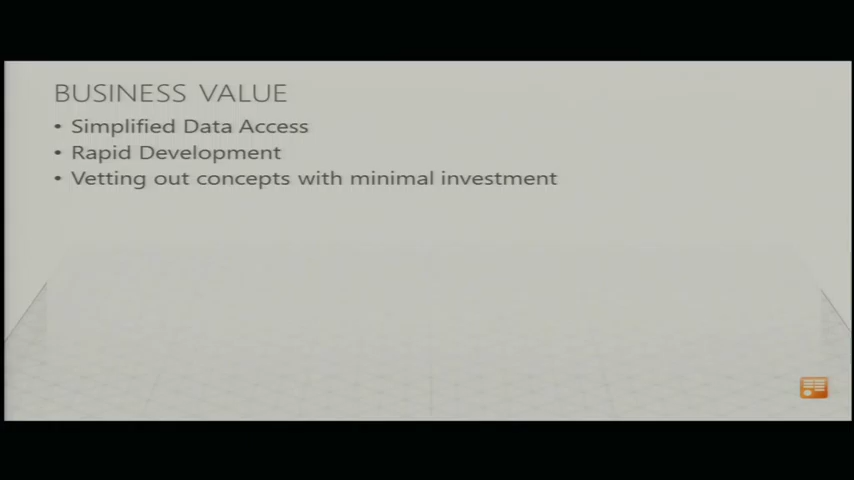 BUSINESS VALUE
• Simplified Data Access
• Rapid Development
• Vetting out concepts with minimal investment